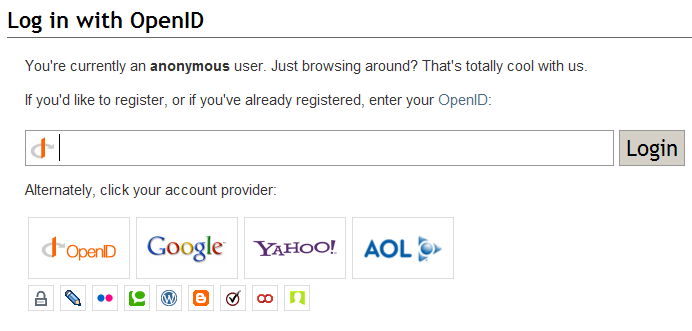 Log in with OpenID
You're currently an anonymous user. Just browsing around? That's totally cool with us.
If you'd like to register, or if you've already registered, enter your OpenID:
Login
Alternately, click your account provider:
OpenID Google YAHOO! AOL